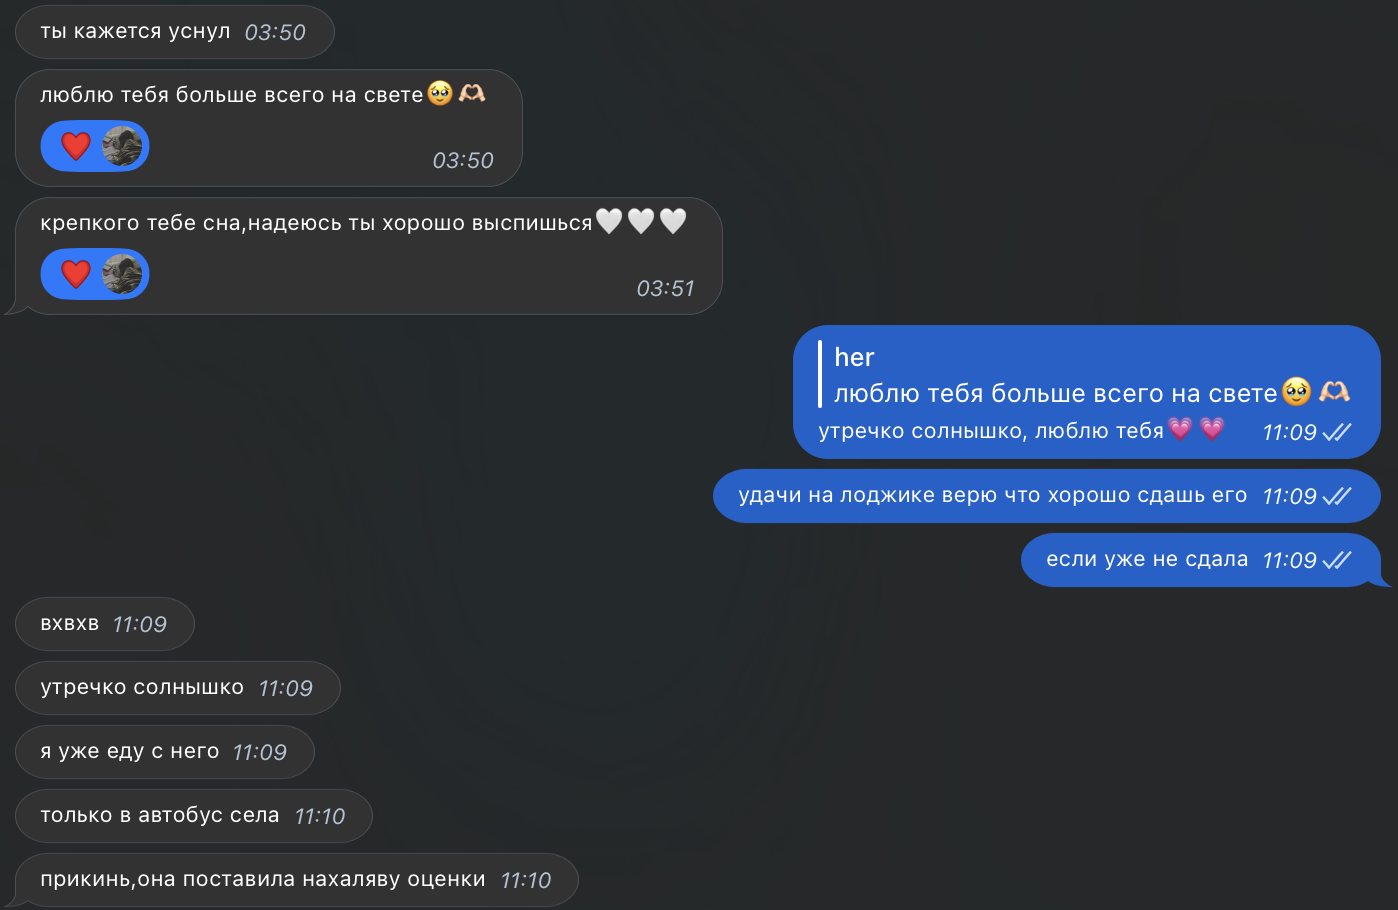 ты кажется уснул 03:50
люблю тебя больше всего на свете🥹🫶🏻
❤️
03:50
крепкого тебе сна,надеюсь ты хорошо выспишься🤍🤍🤍
❤️
03:51
her
люблю тебя больше всего на свете🥹🫶🏻
утречко солнышко, люблю тебя💗💗 11:09
удачи на лоджике верю что хорошо сдашь его 11:09
если уже не сдала 11:09
вхвхв 11:09
утречко солнышко 11:09
я уже еду с него 11:09
только в автобус села 11:10
прикинь,она поставила нахаляву оценки 11:10